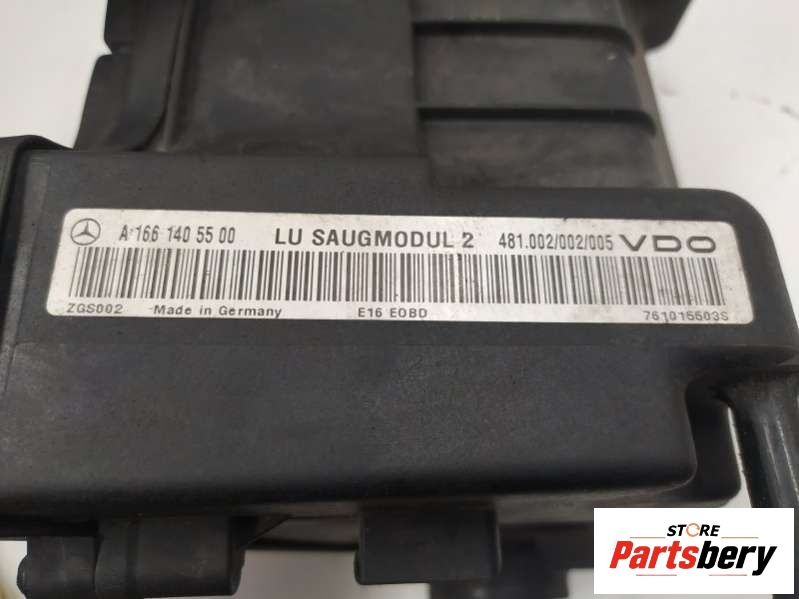 A 166 140 55 00 LU SAUGMODUL 2 481.002/002/005 VDO
ZGS002 Made in Germany E16 EOBD 761015503S
STORE
Partsbery